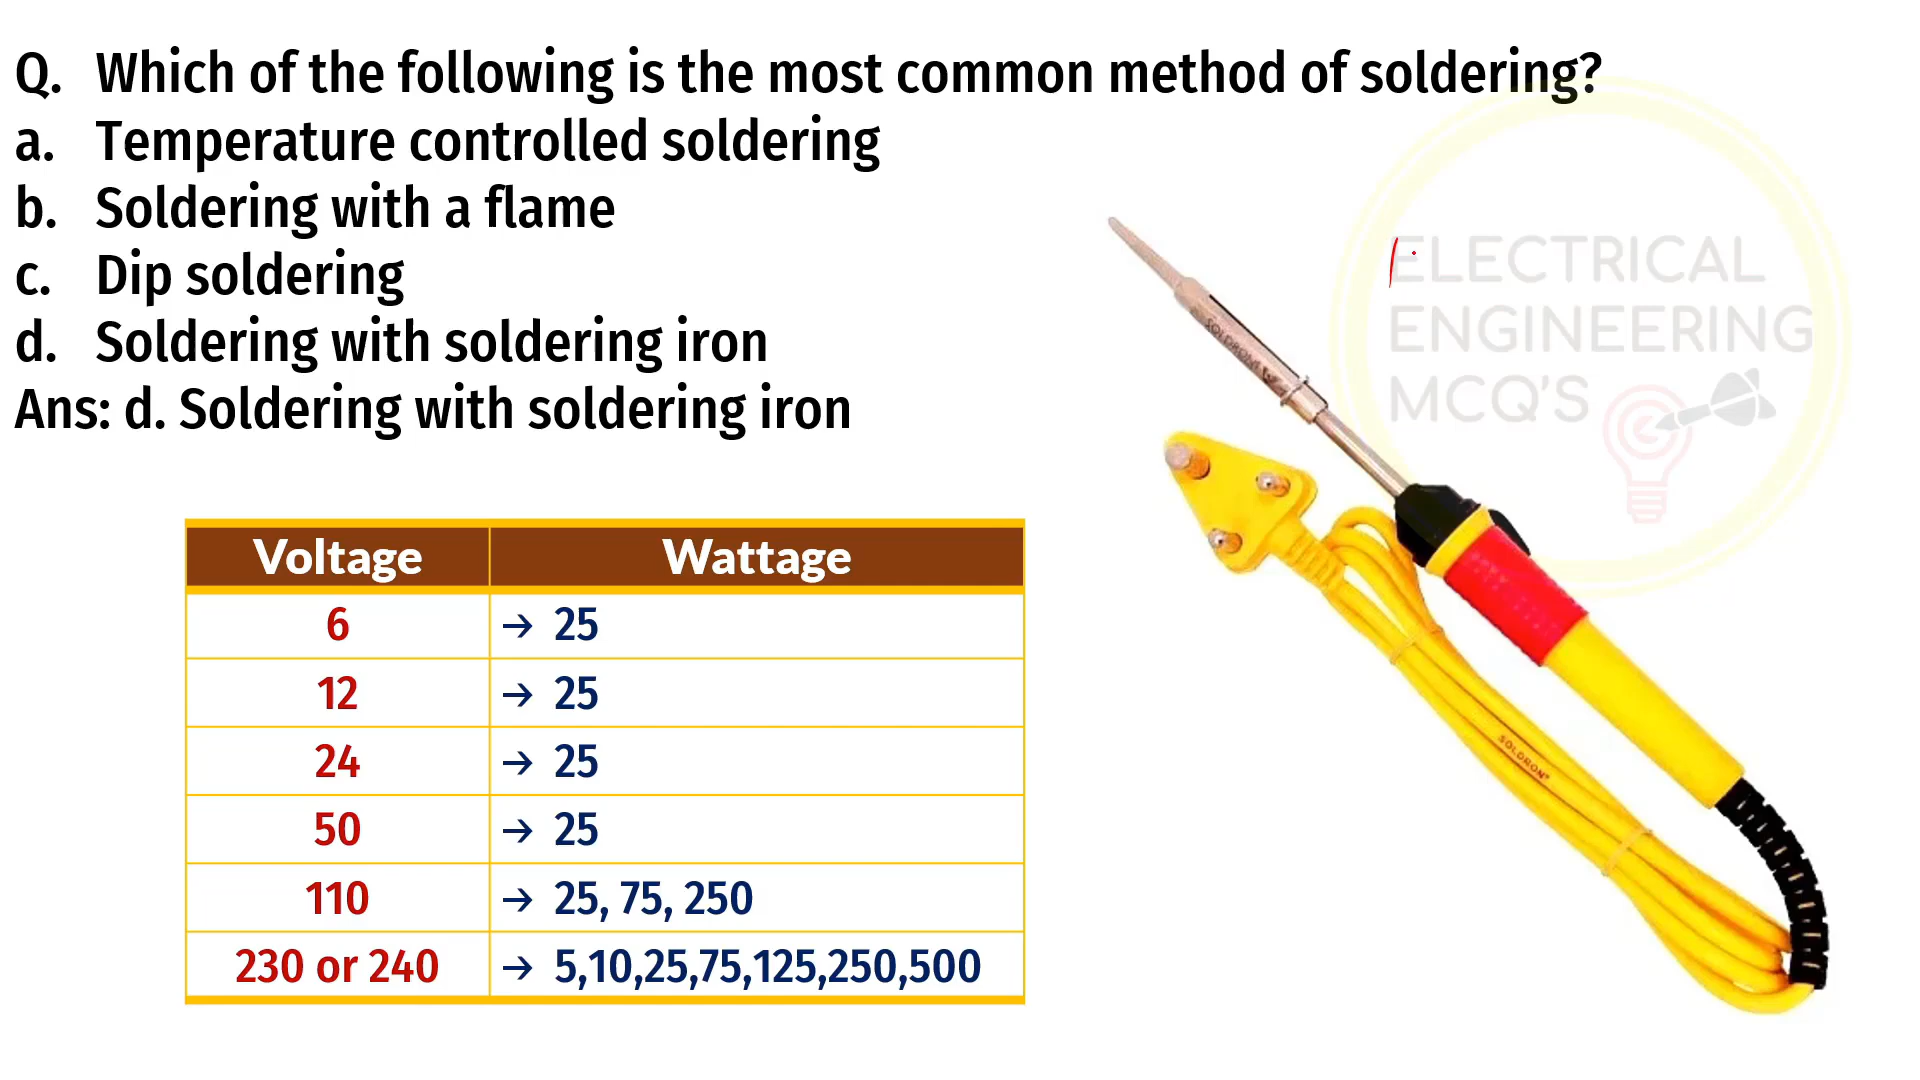 Q. Which of the following is the most common method of soldering?
a. Temperature controlled soldering
b. Soldering with a flame
c. Dip soldering
d. Soldering with soldering iron
Ans: d. Soldering with soldering iron
ELECTRICAL
ENGINEERING
MCQ'S
SOLDRON
Voltage Wattage
6 → 25
12 → 25
24 → 25
50 → 25
110 → 25, 75, 250
230 or 240 → 5,10,25,75,125,250,500
SOLDRON®